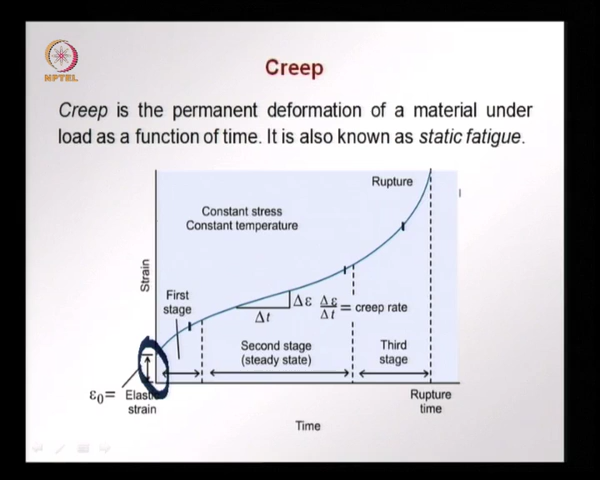 NPTEL
Creep
Creep is the permanent deformation of a material under
load as a function of time. It is also known as static fatigue.
Rupture
Constant stress
Constant temperature
Strain
First
stage
Δε Δε/Δt = creep rate
Δt
Second stage
(steady state)
Third
stage
ε0= Elastic
strain
Rupture
time
Time